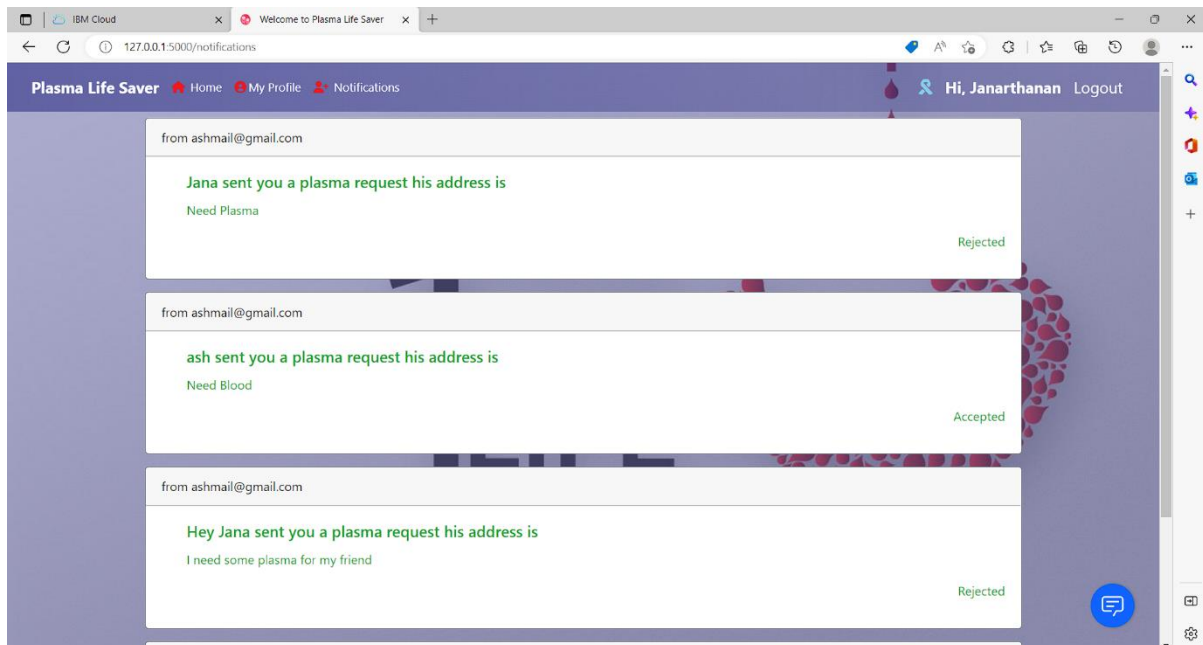 IBM Cloud
Welcome to Plasma Life Saver
127.0.0.1:5000/notifications
Plasma Life Saver Home My Profile Notifications Hi, Janarthanan Logout
from ashmail@gmail.com
Jana sent you a plasma request his address is
Need Plasma
Rejected
from ashmail@gmail.com
ash sent you a plasma request his address is
Need Blood
Accepted
from ashmail@gmail.com
Hey Jana sent you a plasma request his address is
I need some plasma for my friend
Rejected